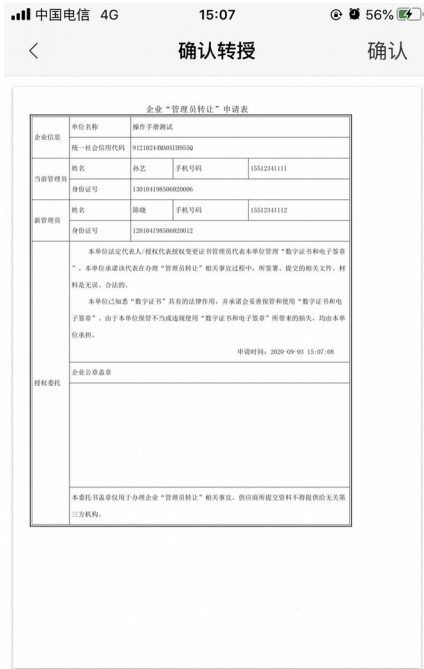 中国电信 4G 15:07 56%
确认转授 确认
企业“管理员转让”申请表
企业信息 单位名称 操作手册测试
统一社会信用代码
当前管理员 姓名 孙艺 手机号码 15512341111
身份证号 130104198506020006
新管理员 姓名 陈晓 手机号码 15512341112
身份证号 120104198506020012
本单位法定代表人/授权代表授权变更证书管理员代表本单位管理“数字证书和电子签章
”。本单位承诺该代表在办理“管理员转让”相关事宜过程中，所签署、提交的相关文件、材
料是无误、合法的。
本单位已知悉“数字证书”具有的法律作用，并承诺会妥善保管和使用“数字证书和电
子签章”。由于本单位保管不当或违规使用“数字证书和电子签章”所带来的损失，均由本单
位承担。
申请时间：2020-09-03 15:07:08
授权委托
企业公章盖章
本委托书盖章仅用于办理企业“管理员转让”相关事宜。供应商所提交资料不得提供给无关第
三方机构。